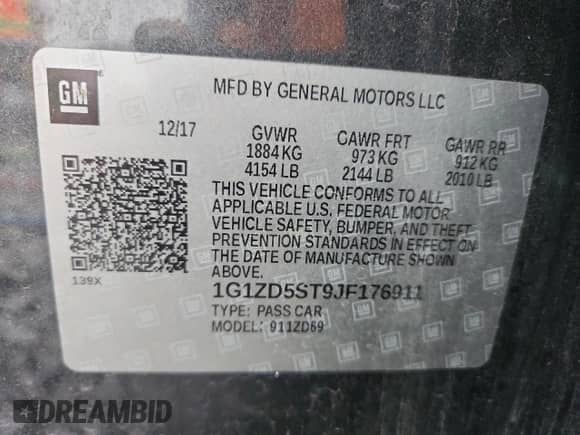 GM
MFD BY GENERAL MOTORS LLC
12/17 GVWR GAWR FRT GAWR RR
1884 KG 973 KG 912 KG
4154 LB 2144 LB 2010 LB
THIS VEHICLE CONFORMS TO ALL
APPLICABLE U.S. FEDERAL MOTOR
VEHICLE SAFETY, BUMPER, AND THEFT
PREVENTION STANDARDS IN EFFECT ON
THE DATE OF MANUFACTURE SHOWN
ABOVE.
139X
1G1ZD5ST9JF176911
TYPE: PASS CAR
MODEL: 911ZD69
DREAMBID